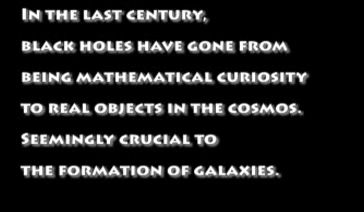 In the last century,
black holes have gone from
being mathematical curiosity
to real objects in the cosmos.
Seemingly crucial to
the formation of galaxies.